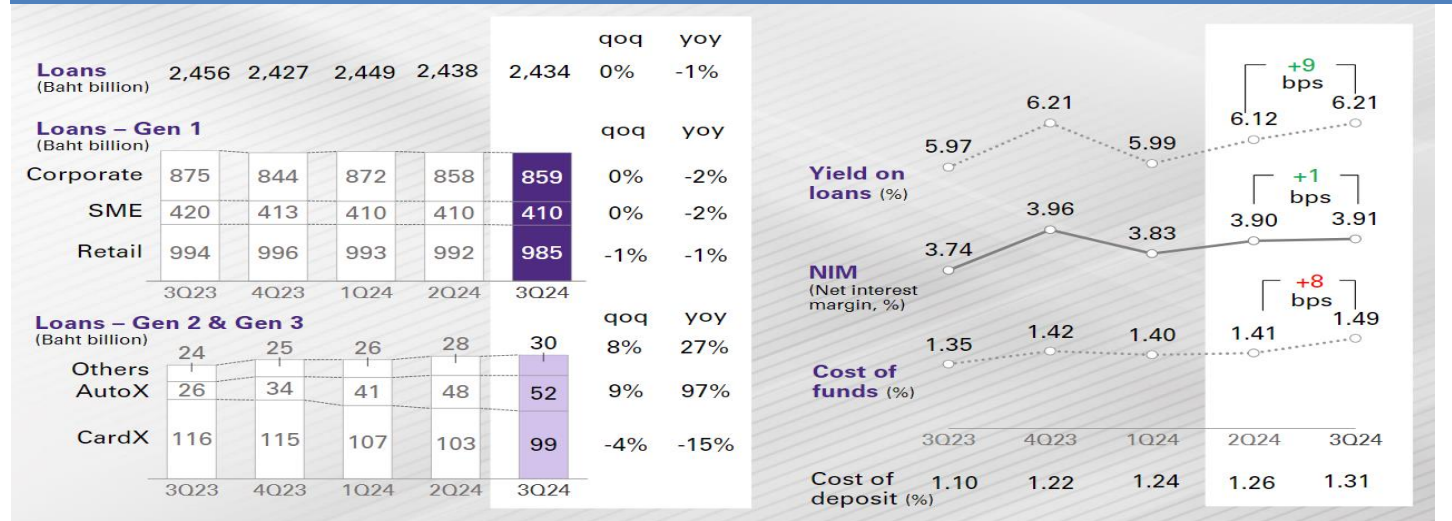 qoq yoy
Loans 2,456 2,427 2,449 2,438 2,434 0% -1%
(Baht billion)
Loans – Gen 1 qoq yoy
(Baht billion)
Corporate 875 844 872 858 859 0% -2%
SME 420 413 410 410 410 0% -2%
Retail 994 996 993 992 985 -1% -1%
3Q23 4Q23 1Q24 2Q24 3Q24
Loans – Gen 2 & Gen 3 qoq yoy
(Baht billion)
Others 24 25 26 28 30 8% 27%
AutoX 26 34 41 48 52 9% 97%
CardX 116 115 107 103 99 -4% -15%
3Q23 4Q23 1Q24 2Q24 3Q24
+9
bps
5.97 6.21 5.99 6.12 6.21
Yield on
loans (%)
+1
bps
3.74 3.96 3.83 3.90 3.91
NIM
(Net interest
margin, %)
+8
bps
1.35 1.42 1.40 1.41 1.49
Cost of
funds (%)
3Q23 4Q23 1Q24 2Q24 3Q24
Cost of
deposit (%) 1.10 1.22 1.24 1.26 1.31